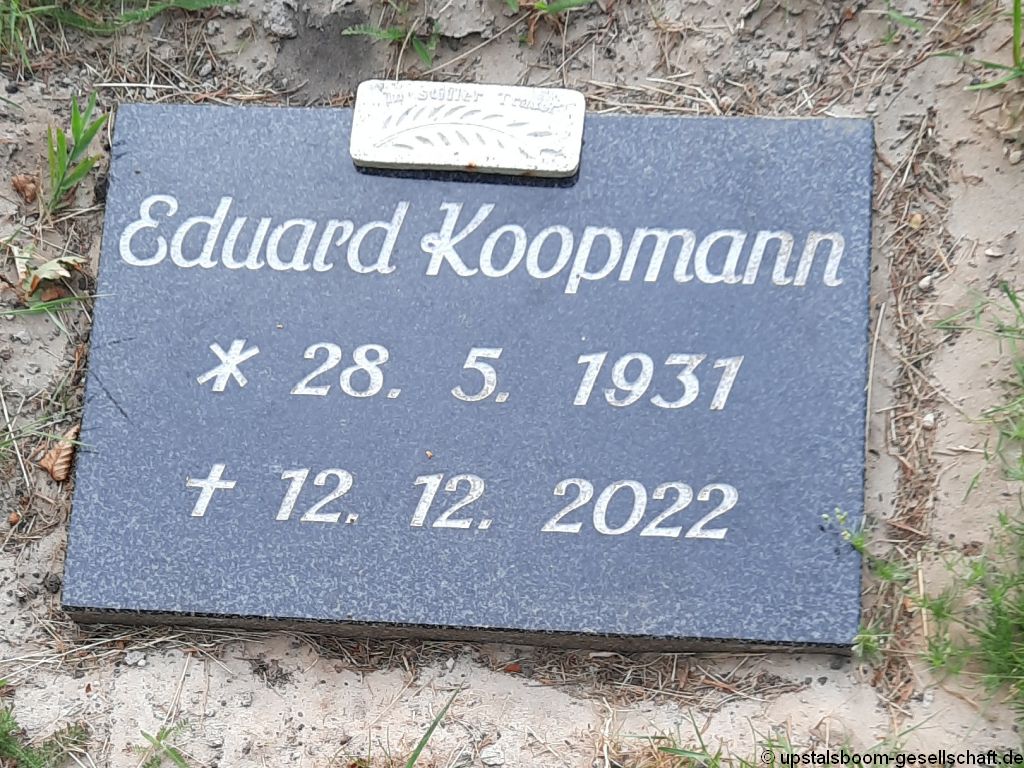 In stiller Trauer
Eduard Koopmann
* 28. 5. 1931
† 12. 12. 2022
© upstalsboom-gesellschaft.de